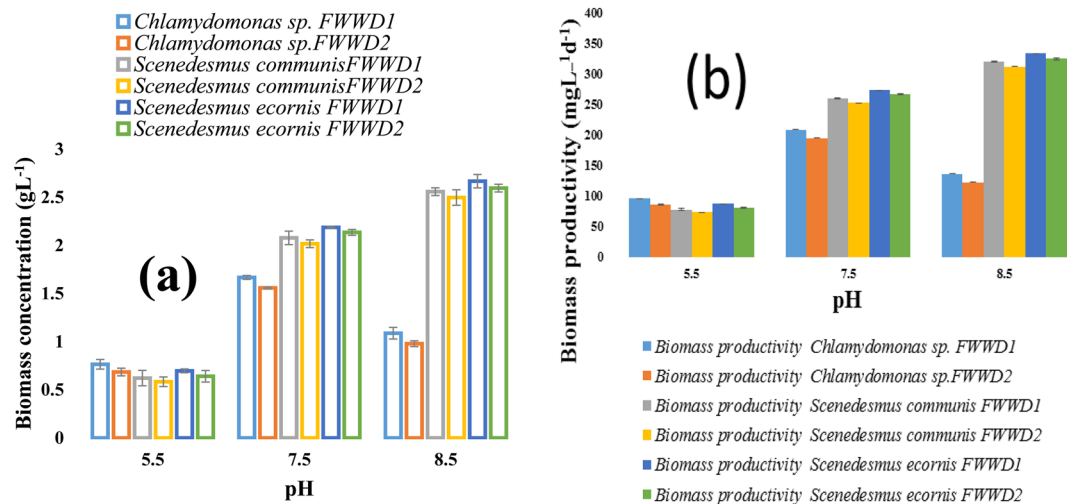 Chlamydomonas sp. FWWD1
Chlamydomonas sp.FWWD2
Scenedesmus communisFWWD1
Scenedesmus communisFWWD2
Scenedesmus ecornis FWWD1
Scenedesmus ecornis FWWD2
Biomass concentration (gL⁻¹)
3
2.5
2
1.5
1
0.5
0
(a)
5.5
7.5
8.5
pH
Biomass productivity (mgL⁻¹d⁻¹)
400
350
300
250
200
150
100
50
0
(b)
5.5
7.5
8.5
pH
Biomass productivity Chlamydomonas sp. FWWD1
Biomass productivity Chlamydomonas sp.FWWD2
Biomass productivity Scenedesmus communis FWWD1
Biomass productivity Scenedesmus communis FWWD2
Biomass productivity Scenedesmus ecornis FWWD1
Biomass productivity Scenedesmus ecornis FWWD2